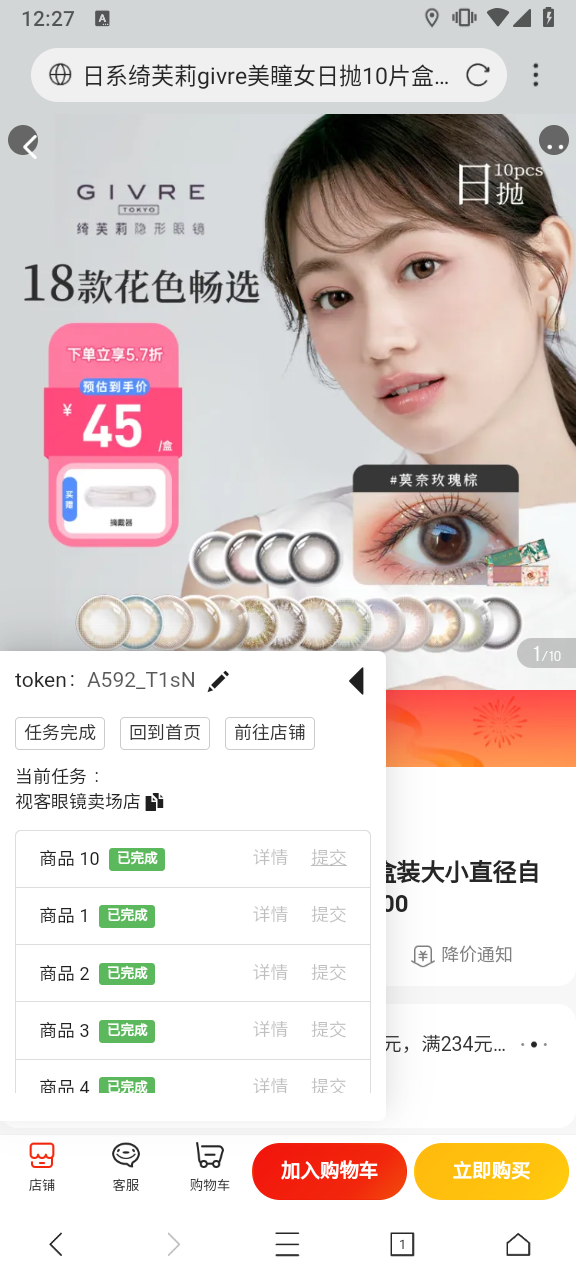 12:27
A
日系绮芙莉givre美瞳女日抛10片盒...
GIVRE
TOKYO
绮芙莉隐形眼镜
日抛
10pcs
18款花色畅选
下单立享5.7折
预估到手价
¥
45
/盒
买赠
摘戴器
#莫奈玫瑰棕
1/10
token: A592_T1sN
任务完成
回到首页
前往店铺
当前任务：
视客眼镜卖场店
商品 10 已完成 详情 提交
商品 1 已完成 详情 提交
商品 2 已完成 详情 提交
商品 3 已完成 详情 提交
商品 4 已完成 详情 提交
盒装大小直径自
00
¥ 降价通知
元，满234元...
店铺
客服
购物车
加入购物车
立即购买
1